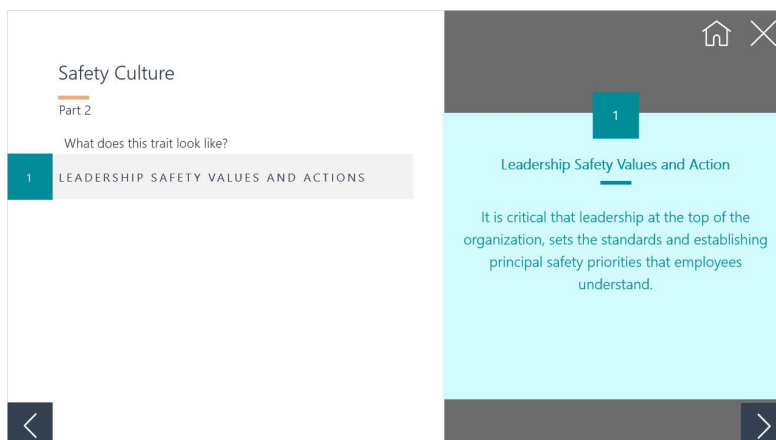 Safety Culture
Part 2
What does this trait look like?
1
LEADERSHIP SAFETY VALUES AND ACTIONS
1
Leadership Safety Values and Action
It is critical that leadership at the top of the
organization, sets the standards and establishing
principal safety priorities that employees
understand.